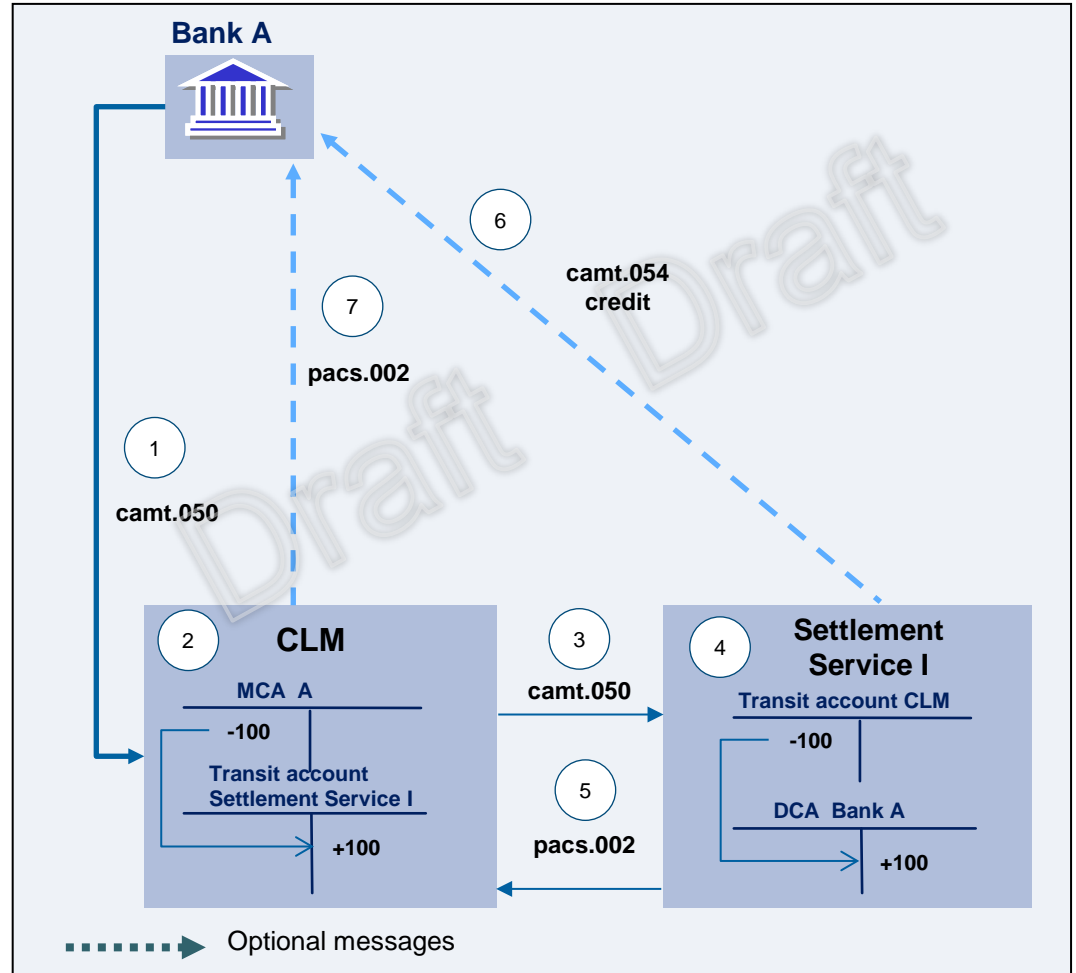 Bank A
6
camt.054
credit
7
pacs.002
1
camt.050
Draft
Draft
2
CLM
MCA A
-100
Transit account
Settlement Service I
+100
3
camt.050
5
pacs.002
4
Settlement
Service I
Transit account CLM
-100
DCA Bank A
+100
Optional messages